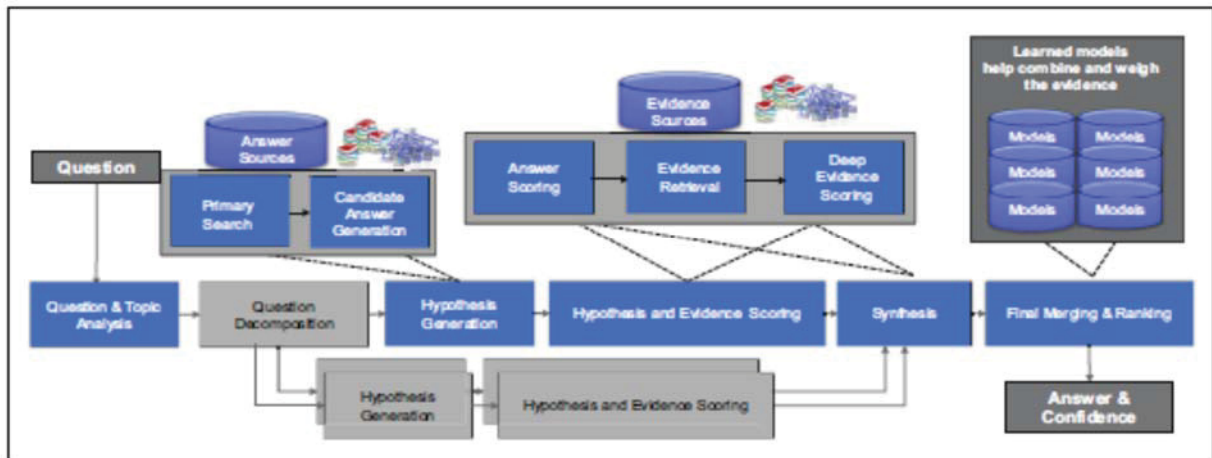 Learned models
help combine and weigh
the evidence
Evidence
Sources
Answer
Sources
Models
Models
Models
Models
Models
Models
Question
Answer
Scoring
Evidence
Retrieval
Deep
Evidence
Scoring
Primary
Search
Candidate
Answer
Generation
Question & Topic
Analysis
Question
Decomposition
Hypothesis
Generation
Hypothesis and Evidence Scoring
Synthesis
Final Merging & Ranking
Hypothesis
Generation
Hypothesis and Evidence Scoring
Answer &
Confidence